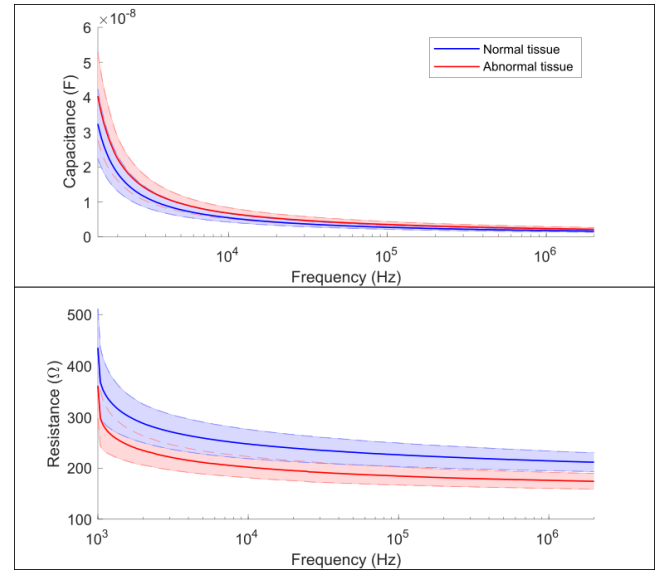 ×10⁻⁸
6
5
4
3
2
1
0
Capacitance (F)
Normal tissue
Abnormal tissue
10⁴ 10⁵ 10⁶
Frequency (Hz)
500
400
300
200
100
Resistance (Ω)
10³ 10⁴ 10⁵ 10⁶
Frequency (Hz)